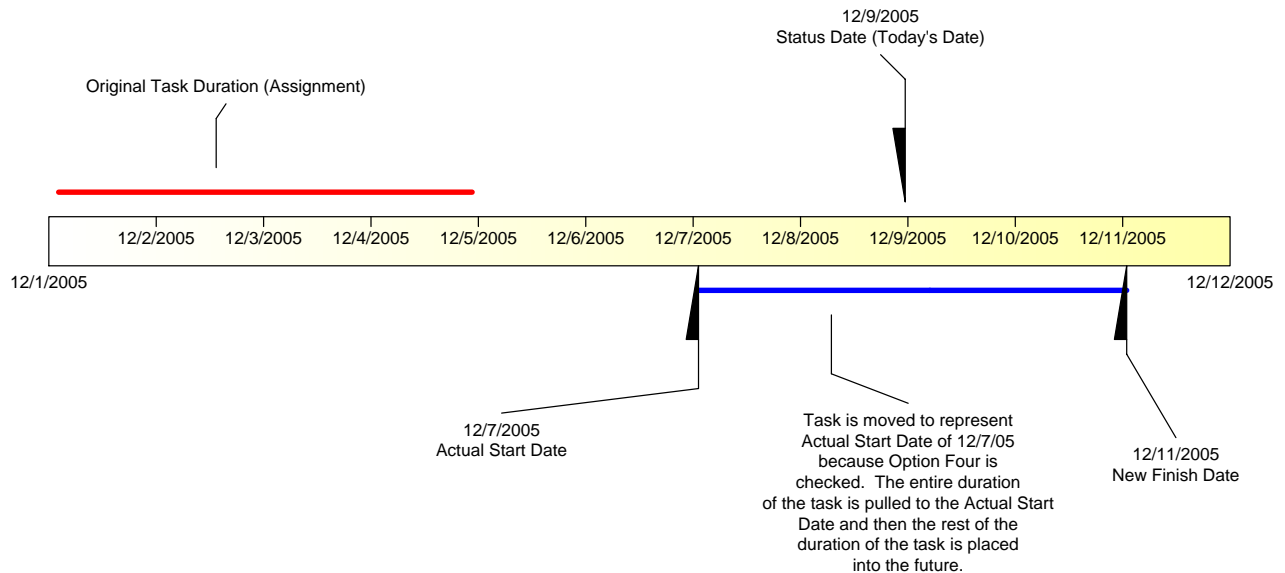 12/9/2005
Status Date (Today's Date)
Original Task Duration (Assignment)
12/2/2005
12/3/2005
12/4/2005
12/5/2005
12/6/2005
12/7/2005
12/8/2005
12/9/2005
12/10/2005
12/11/2005
12/1/2005
12/12/2005
12/7/2005
Actual Start Date
Task is moved to represent
Actual Start Date of 12/7/05
because Option Four is
checked. The entire duration
of the task is pulled to the Actual Start
Date and then the rest of the
duration of the task is placed
into the future.
12/11/2005
New Finish Date